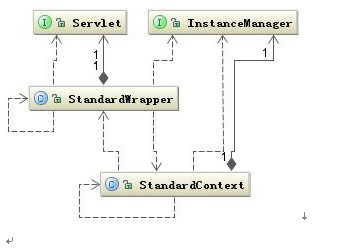 Servlet InstanceManager
1 1
1
StandardWrapper
1
StandardContext